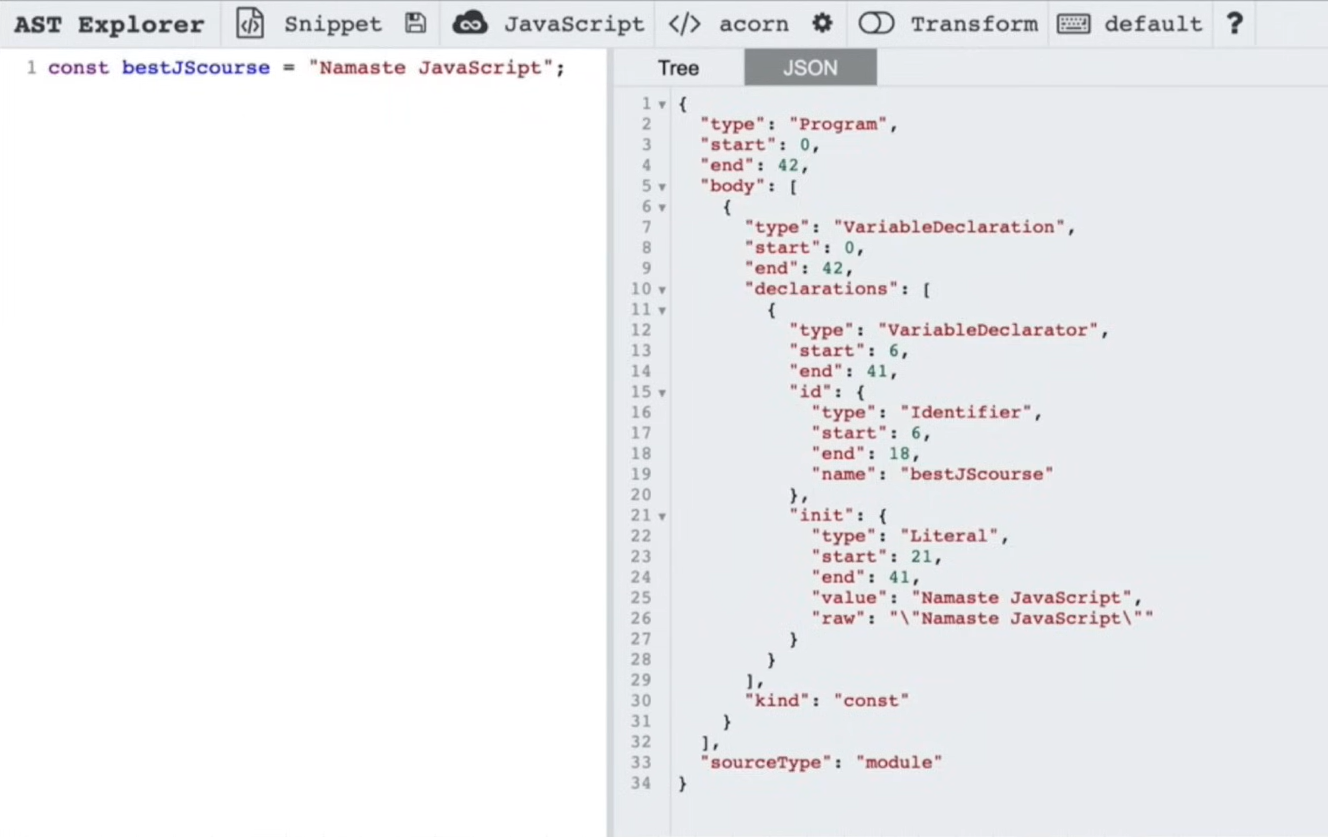 AST Explorer Snippet JavaScript </> acorn Transform default ?
1 const bestJScourse = "Namaste JavaScript";
Tree JSON
1 {
2   "type": "Program",
3   "start": 0,
4   "end": 42,
5   "body": [
6     {
7       "type": "VariableDeclaration",
8       "start": 0,
9       "end": 42,
10       "declarations": [
11         {
12           "type": "VariableDeclarator",
13           "start": 6,
14           "end": 41,
15           "id": {
16             "type": "Identifier",
17             "start": 6,
18             "end": 18,
19             "name": "bestJScourse"
20           },
21           "init": {
22             "type": "Literal",
23             "start": 21,
24             "end": 41,
25             "value": "Namaste JavaScript",
26             "raw": "\"Namaste JavaScript\""
27           }
28         }
29       ],
30       "kind": "const"
31     }
32   ],
33   "sourceType": "module"
34 }